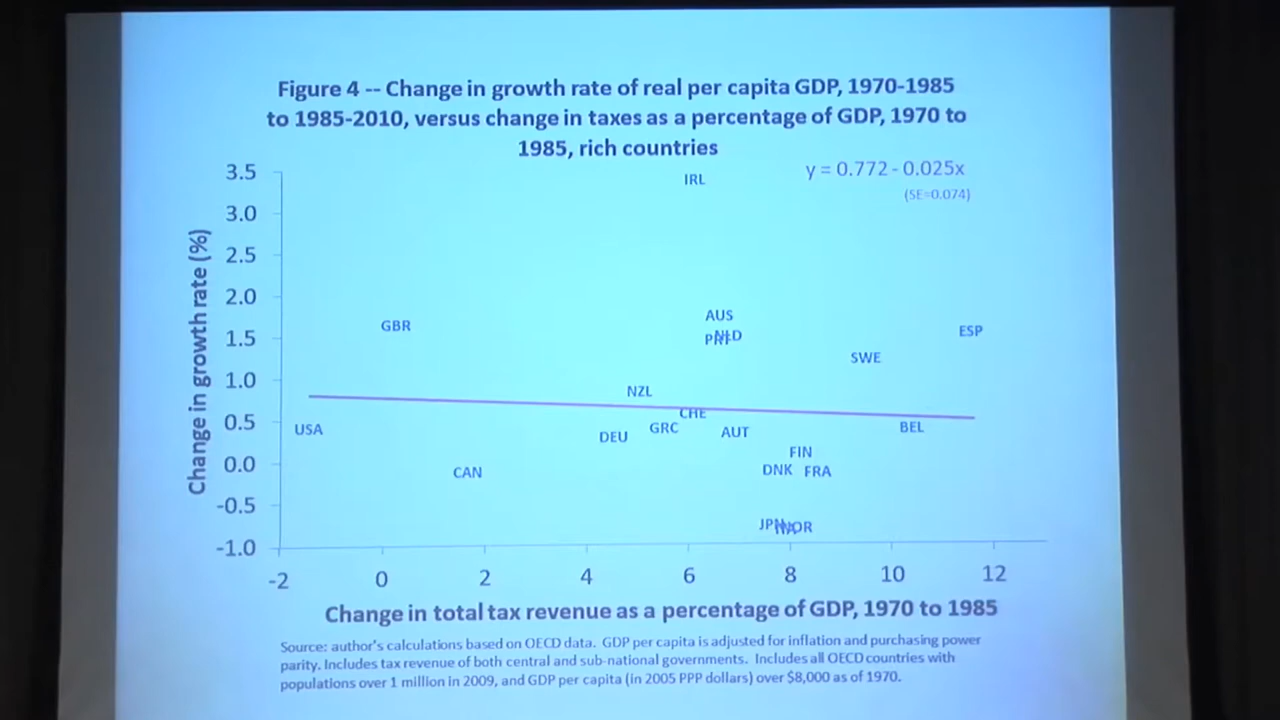 Figure 4 -- Change in growth rate of real per capita GDP, 1970-1985
to 1985-2010, versus change in taxes as a percentage of GDP, 1970 to
1985, rich countries
y = 0.772 - 0.025x
(SE=0.074)
Change in growth rate (%)
3.5
3.0
2.5
2.0
1.5
1.0
0.5
0.0
-0.5
-1.0
IRL
AUS
GBR
NLD
ESP
SWE
NZL
CHE
USA
GRC
BEL
DEU
AUT
FIN
CAN
DNK
FRA
JPN
NOR
-2
0
2
4
6
8
10
12
Change in total tax revenue as a percentage of GDP, 1970 to 1985
Source: author's calculations based on OECD data. GDP per capita is adjusted for inflation and purchasing power
parity. Includes tax revenue of both central and sub-national governments. Includes all OECD countries with
populations over 1 million in 2009, and GDP per capita (in 2005 PPP dollars) over $8,000 as of 1970.